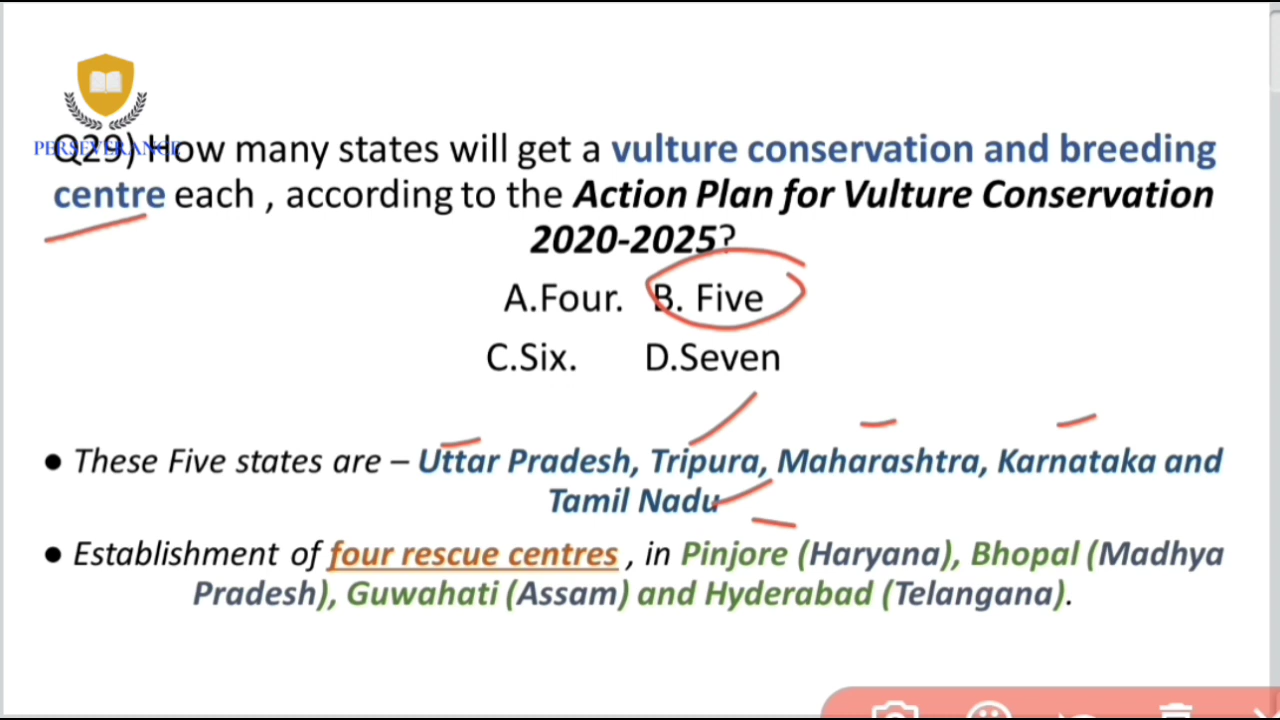 PERSEVERANCE
Q29) How many states will get a vulture conservation and breeding
centre each , according to the Action Plan for Vulture Conservation
2020-2025?
A.Four. B. Five
C.Six. D.Seven
● These Five states are – Uttar Pradesh, Tripura, Maharashtra, Karnataka and
Tamil Nadu
● Establishment of four rescue centres , in Pinjore (Haryana), Bhopal (Madhya
Pradesh), Guwahati (Assam) and Hyderabad (Telangana).